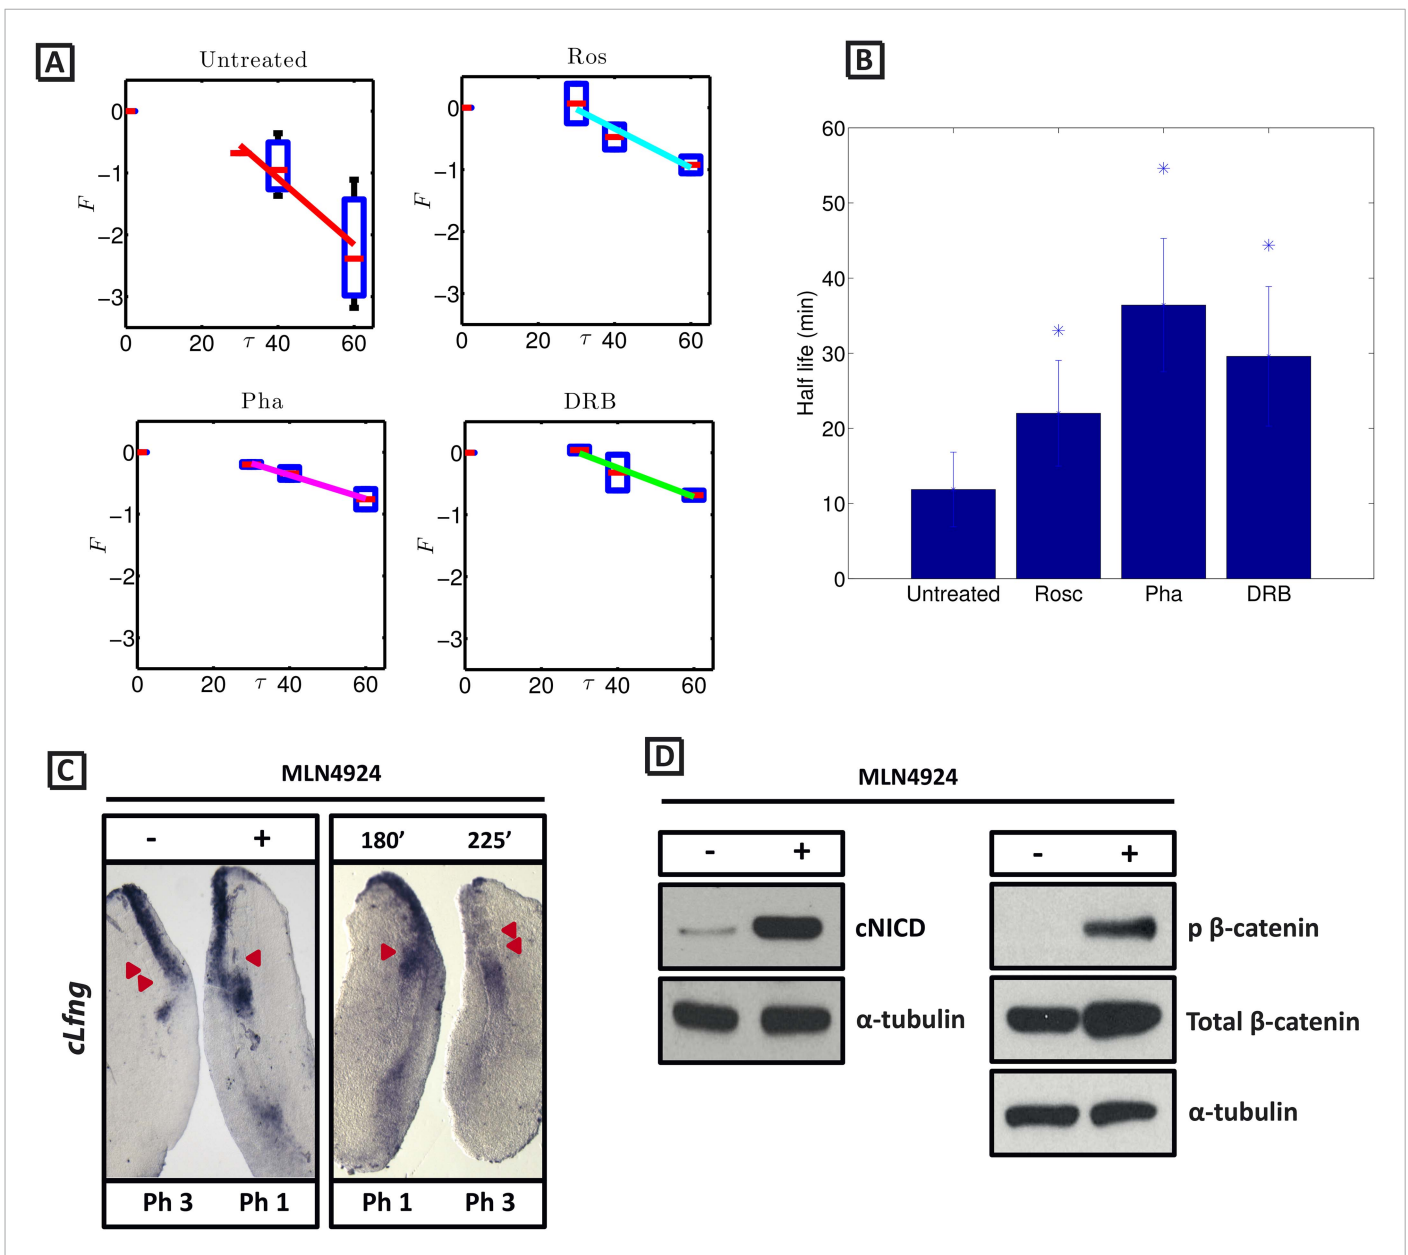 A
Untreated
0
−1
−2
−3
F
0 20 τ 40 60
Ros
0
−1
−2
−3
F
0 20 τ 40 60
Pha
0
−1
−2
−3
F
0 20 τ 40 60
DRB
0
−1
−2
−3
F
0 20 τ 40 60
B
60
50
40
30
20
10
0
Half life (min)
Untreated Rosc Pha DRB
C
MLN4924
- + 180’ 225’
cLfng
Ph 3 Ph 1 Ph 1 Ph 3
D
MLN4924
- +
cNICD
α-tubulin
- +
p β-catenin
Total β-catenin
α-tubulin